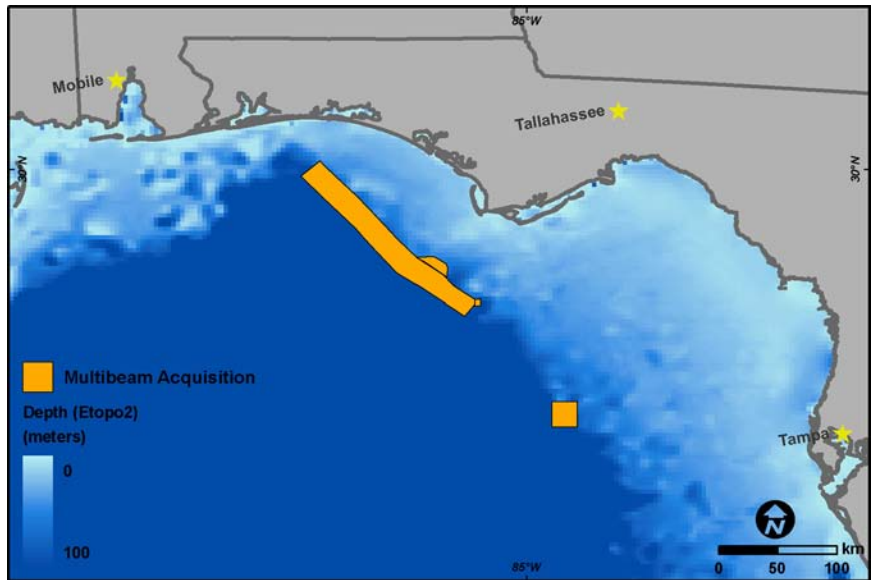 85°W
Mobile
Tallahassee
30°N
30°N
Multibeam Acquisition
Depth (Etopo2)
(meters)
0
100
Tampa
N
km
0 50 100
85°W